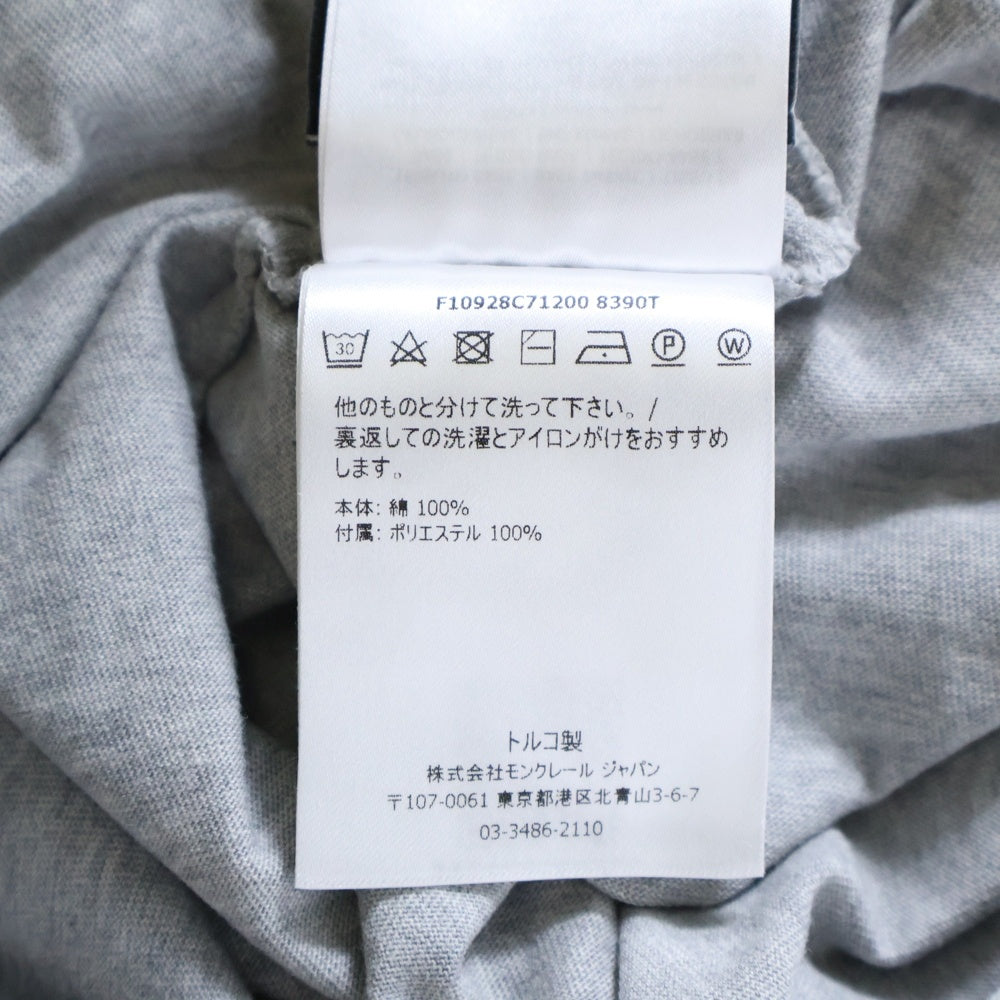 F10928C71200 8390T
30 P W
他のものと分けて洗って下さい。/
裏返しての洗濯とアイロンがけをおすすめ
します。
本体: 綿 100%
付属: ポリエステル 100%
トルコ製
株式会社モンクレール ジャパン
〒107-0061 東京都港区北青山3-6-7
03-3486-2110